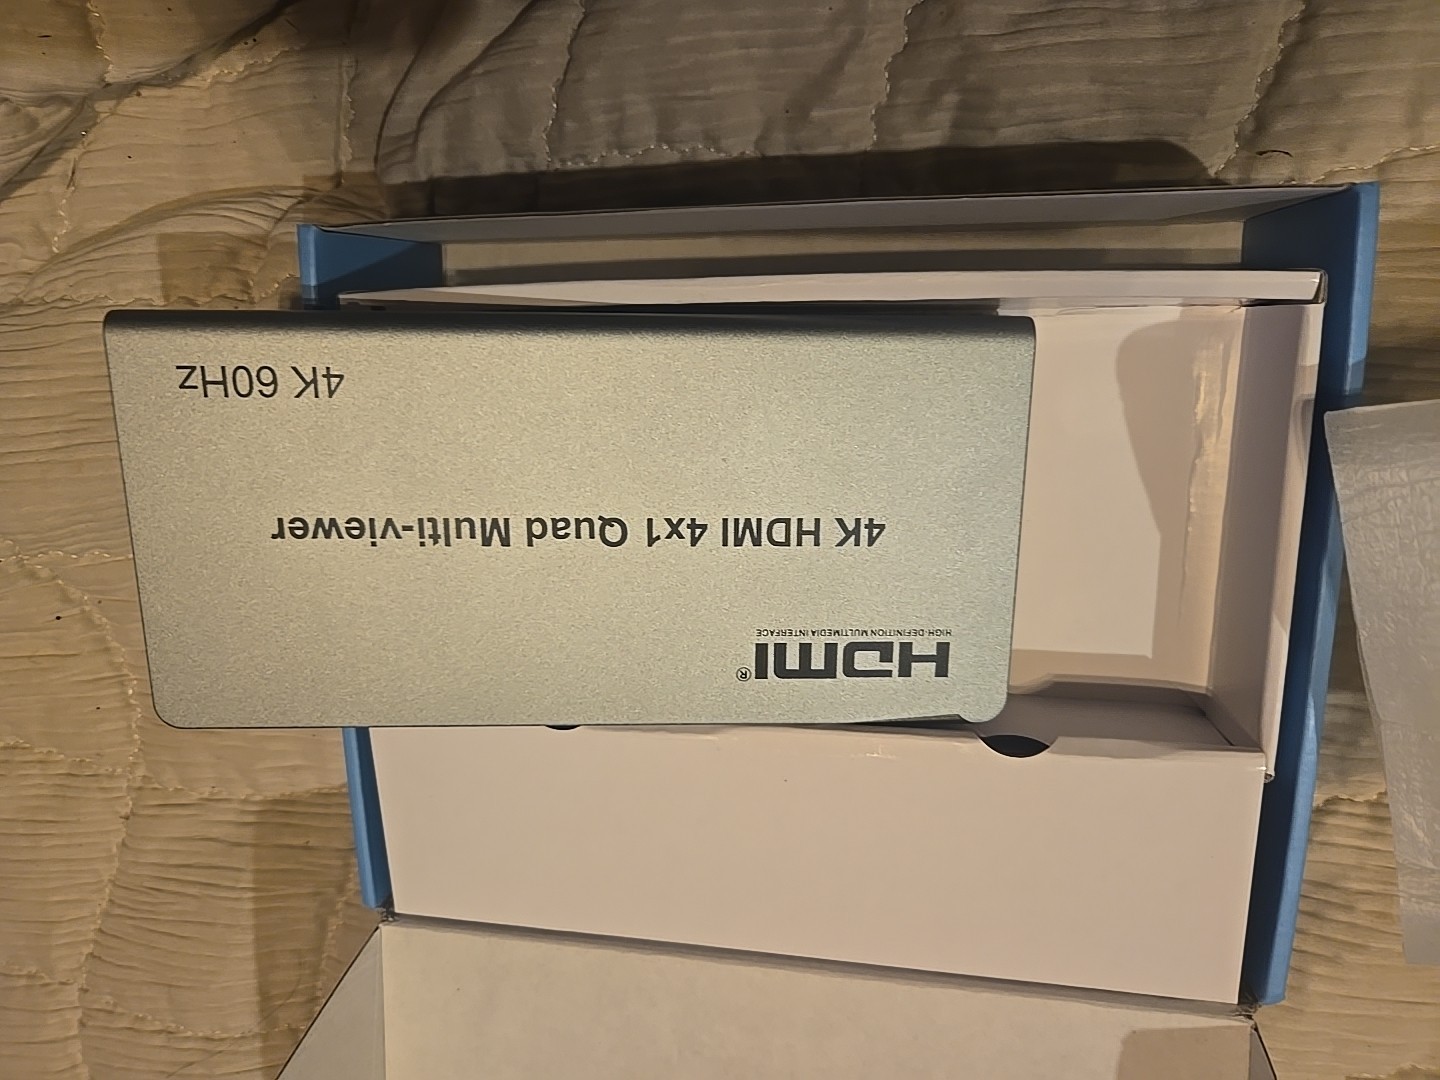 HDMI®
HIGH-DEFINITION MULTIMEDIA INTERFACE
4K HDMI 4x1 Quad Multi-viewer
4K 60Hz